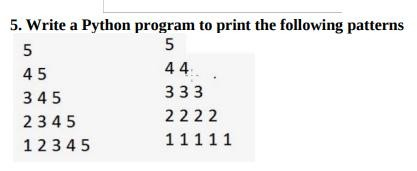 5. Write a Python program to print the following patterns
5
4 5
3 4 5
2 3 4 5
1 2 3 4 5
5
4 4
3 3 3
2 2 2 2
1 1 1 1 1